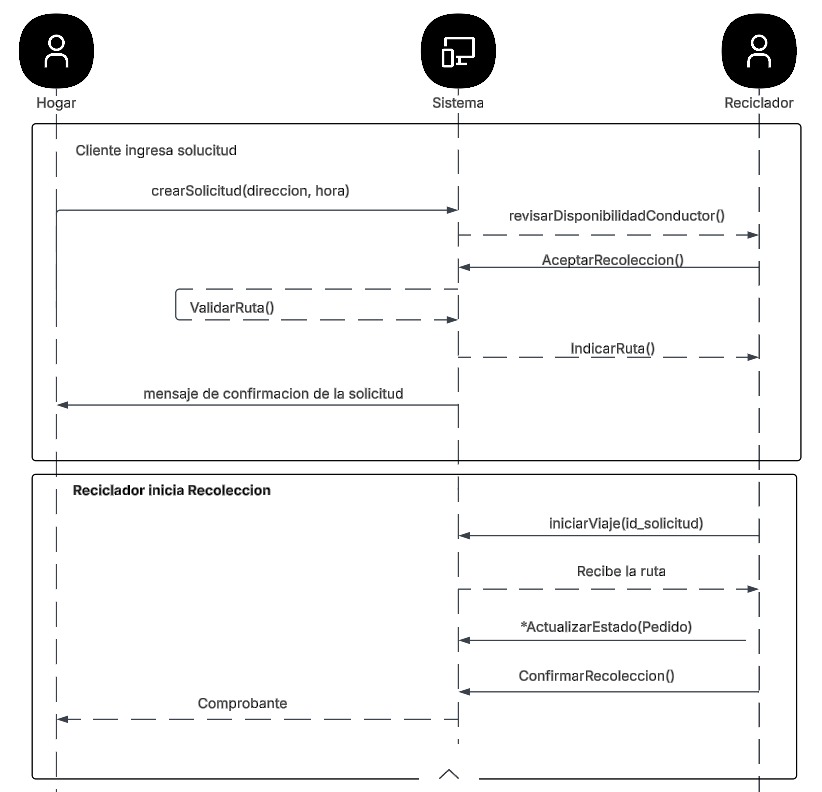 Hogar
Sistema
Reciclador
Cliente ingresa solucitud
crearSolicitud(direccion, hora)
revisarDisponibilidadConductor()
AceptarRecoleccion()
ValidarRuta()
IndicarRuta()
mensaje de confirmacion de la solicitud
Reciclador inicia Recoleccion
iniciarViaje(id_solicitud)
Recibe la ruta
*ActualizarEstado(Pedido)
ConfirmarRecoleccion()
Comprobante